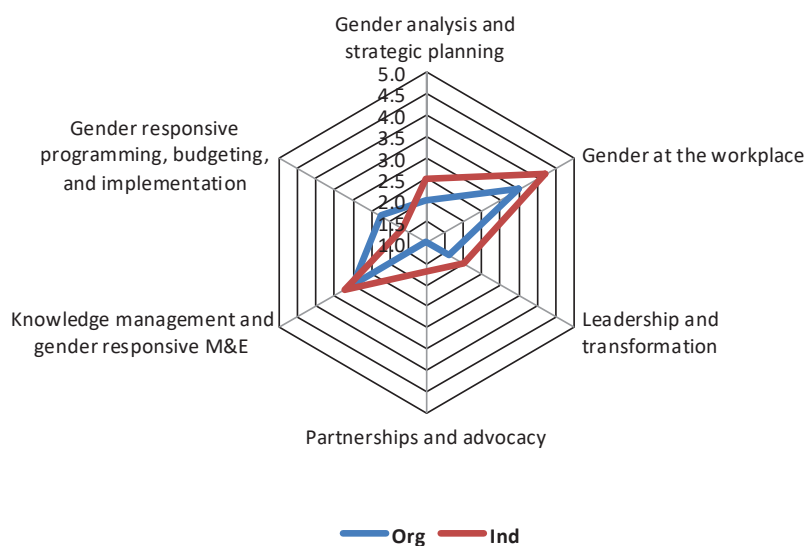 Gender analysis and
strategic planning
5.0
4.5
4.0
3.5
3.0
2.5
2.0
1.5
1.0
Gender at the workplace
Leadership and
transformation
Partnerships and advocacy
Knowledge management and
gender responsive M&E
Gender responsive
programming, budgeting,
and implementation
Org
Ind